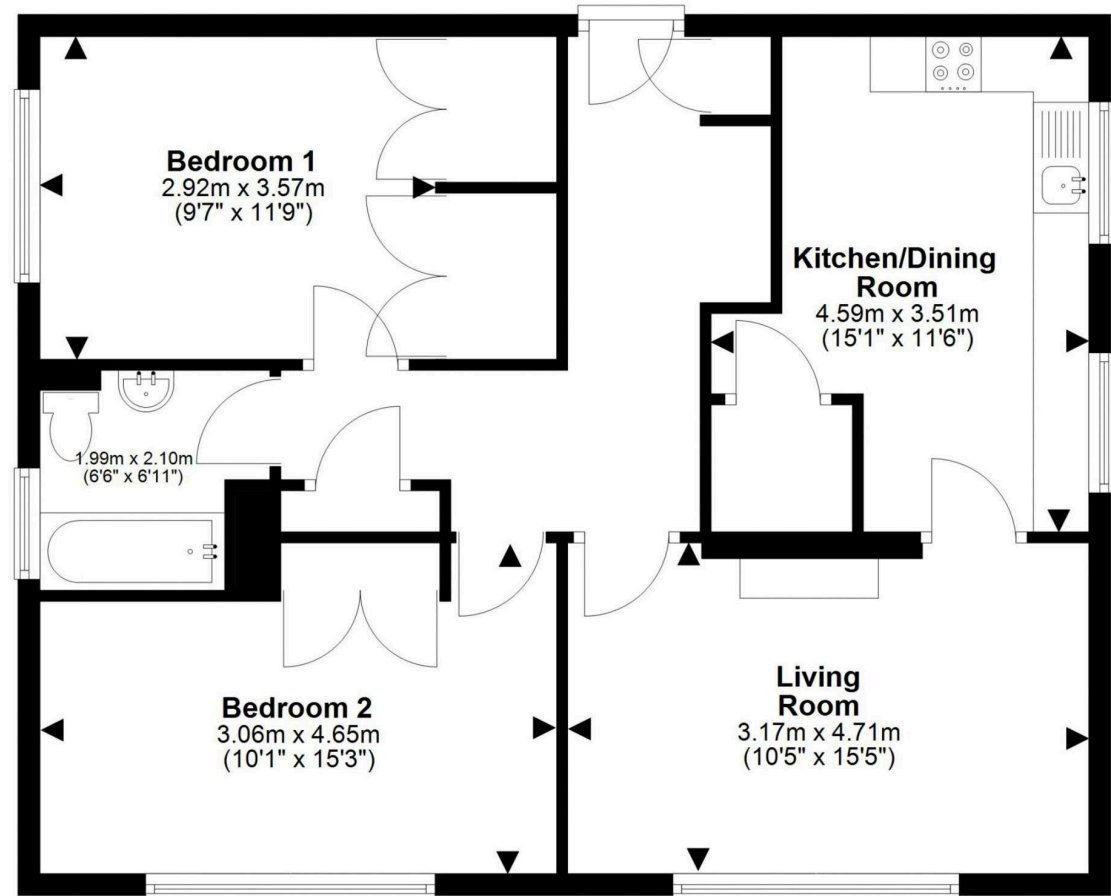 Bedroom 1
2.92m x 3.57m
(9'7" x 11'9")
Kitchen/Dining
Room
4.59m x 3.51m
(15'1" x 11'6")
1.99m x 2.10m
(6'6" x 6'11")
Bedroom 2
3.06m x 4.65m
(10'1" x 15'3")
Living
Room
3.17m x 4.71m
(10'5" x 15'5")